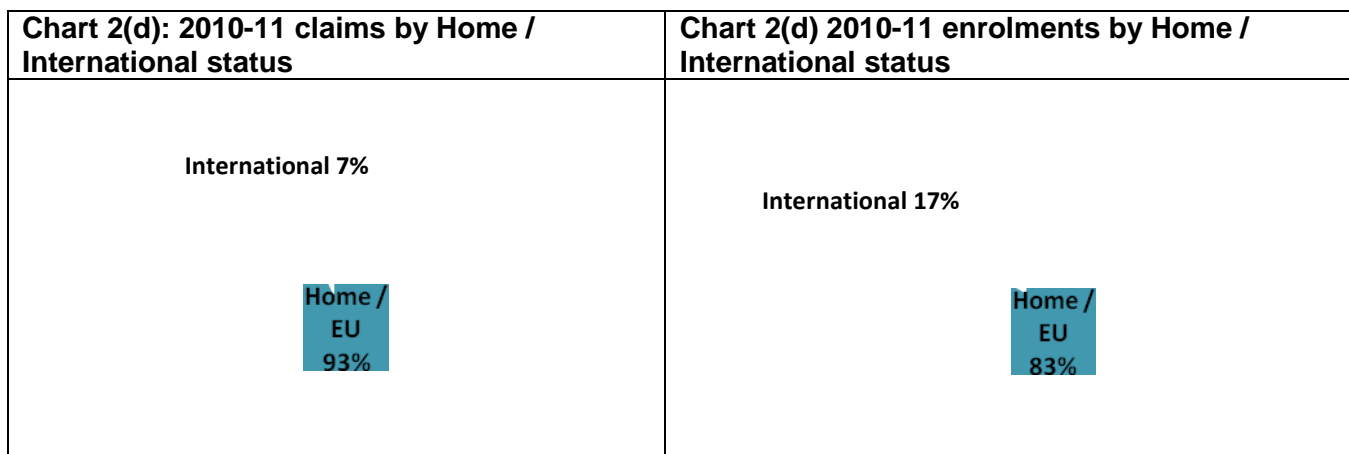 Chart 2(d): 2010-11 claims by Home /
International status
Chart 2(d) 2010-11 enrolments by Home /
International status
International 7%
Home /
EU
93%
International 17%
Home /
EU
83%